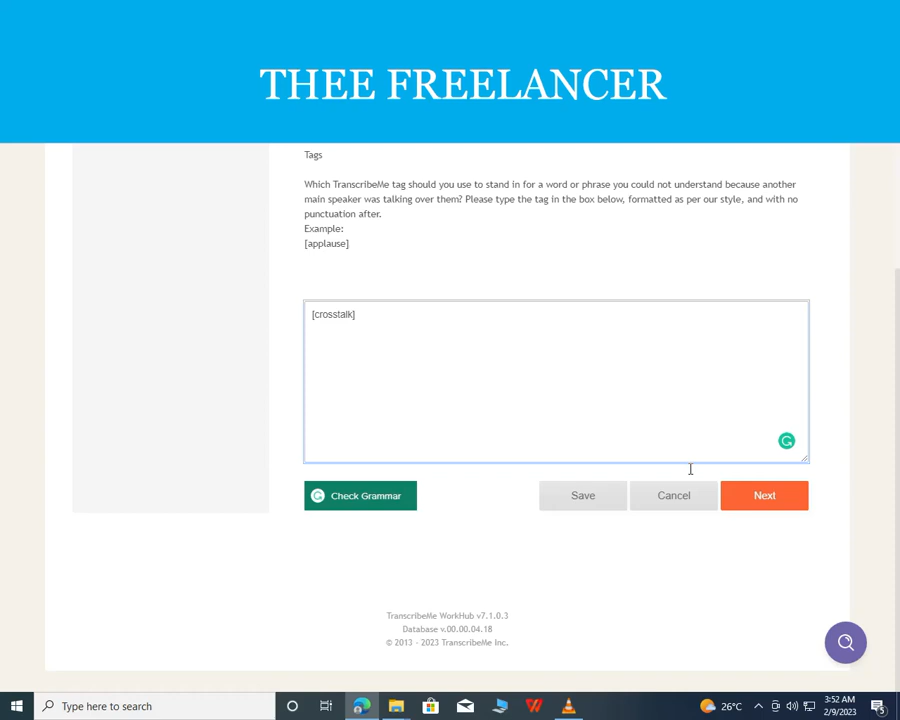 THEE FREELANCER
Tags
Which TranscribeMe tag should you use to stand in for a word or phrase you could not understand because another
main speaker was talking over them? Please type the tag in the box below, formatted as per our style, and with no
punctuation after.
Example:
[applause]
[crosstalk]
Check Grammar
Save
Cancel
Next
TranscribeMe WorkHub v7.1.0.3
Database v.00.00.04.18
© 2013 - 2023 TranscribeMe Inc.
Type here to search
26°C
3:52 AM
2/9/2023
5